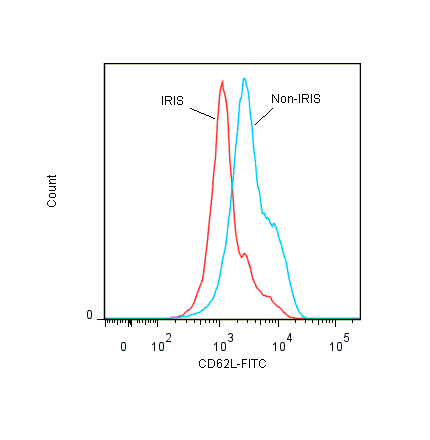 IRIS
Non-IRIS
Count
0
0 10^2 10^3 10^4 10^5
CD62L-FITC